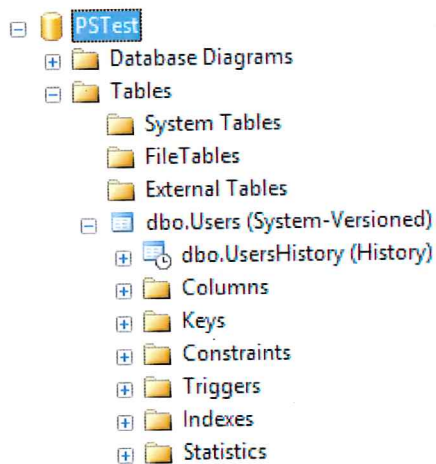 PSTest
Database Diagrams
Tables
System Tables
FileTables
External Tables
dbo.Users (System-Versioned)
dbo.UsersHistory (History)
Columns
Keys
Constraints
Triggers
Indexes
Statistics